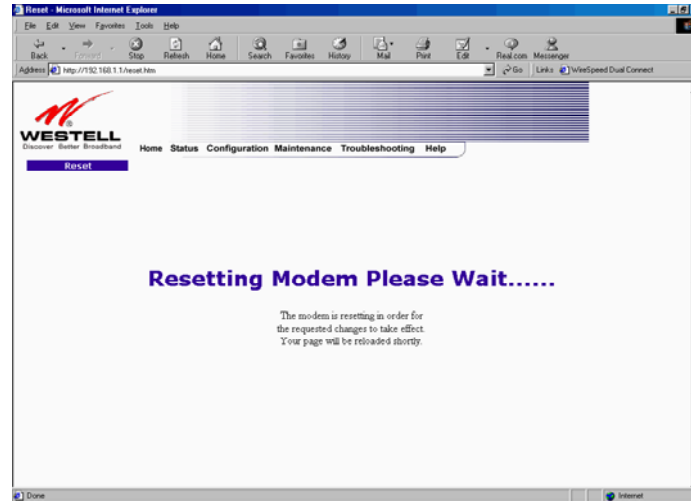 Reset - Microsoft Internet Explorer
File Edit View Favorites Tools Help
Back Forward Stop Refresh Home Search Favorites History Mail Print Edit Real.com Messenger
Address http://192.168.1.1/reset.htm Go Links WireSpeed Dual Connect
WESTELL
Discover Better Broadband
Home Status Configuration Maintenance Troubleshooting Help
Reset
Resetting Modem Please Wait......
The modem is resetting in order for
the requested changes to take effect.
Your page will be reloaded shortly.
Done Internet